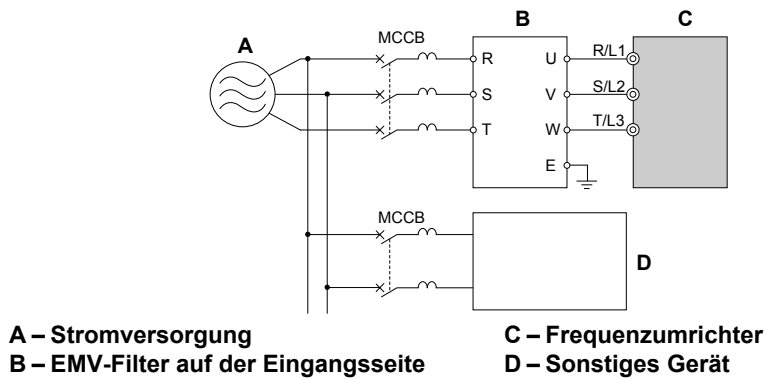 B C
MCCB
A
R U R/L1
S V S/L2
T W T/L3
E
MCCB
D
A – Stromversorgung C – Frequenzumrichter
B – EMV-Filter auf der Eingangsseite D – Sonstiges Gerät